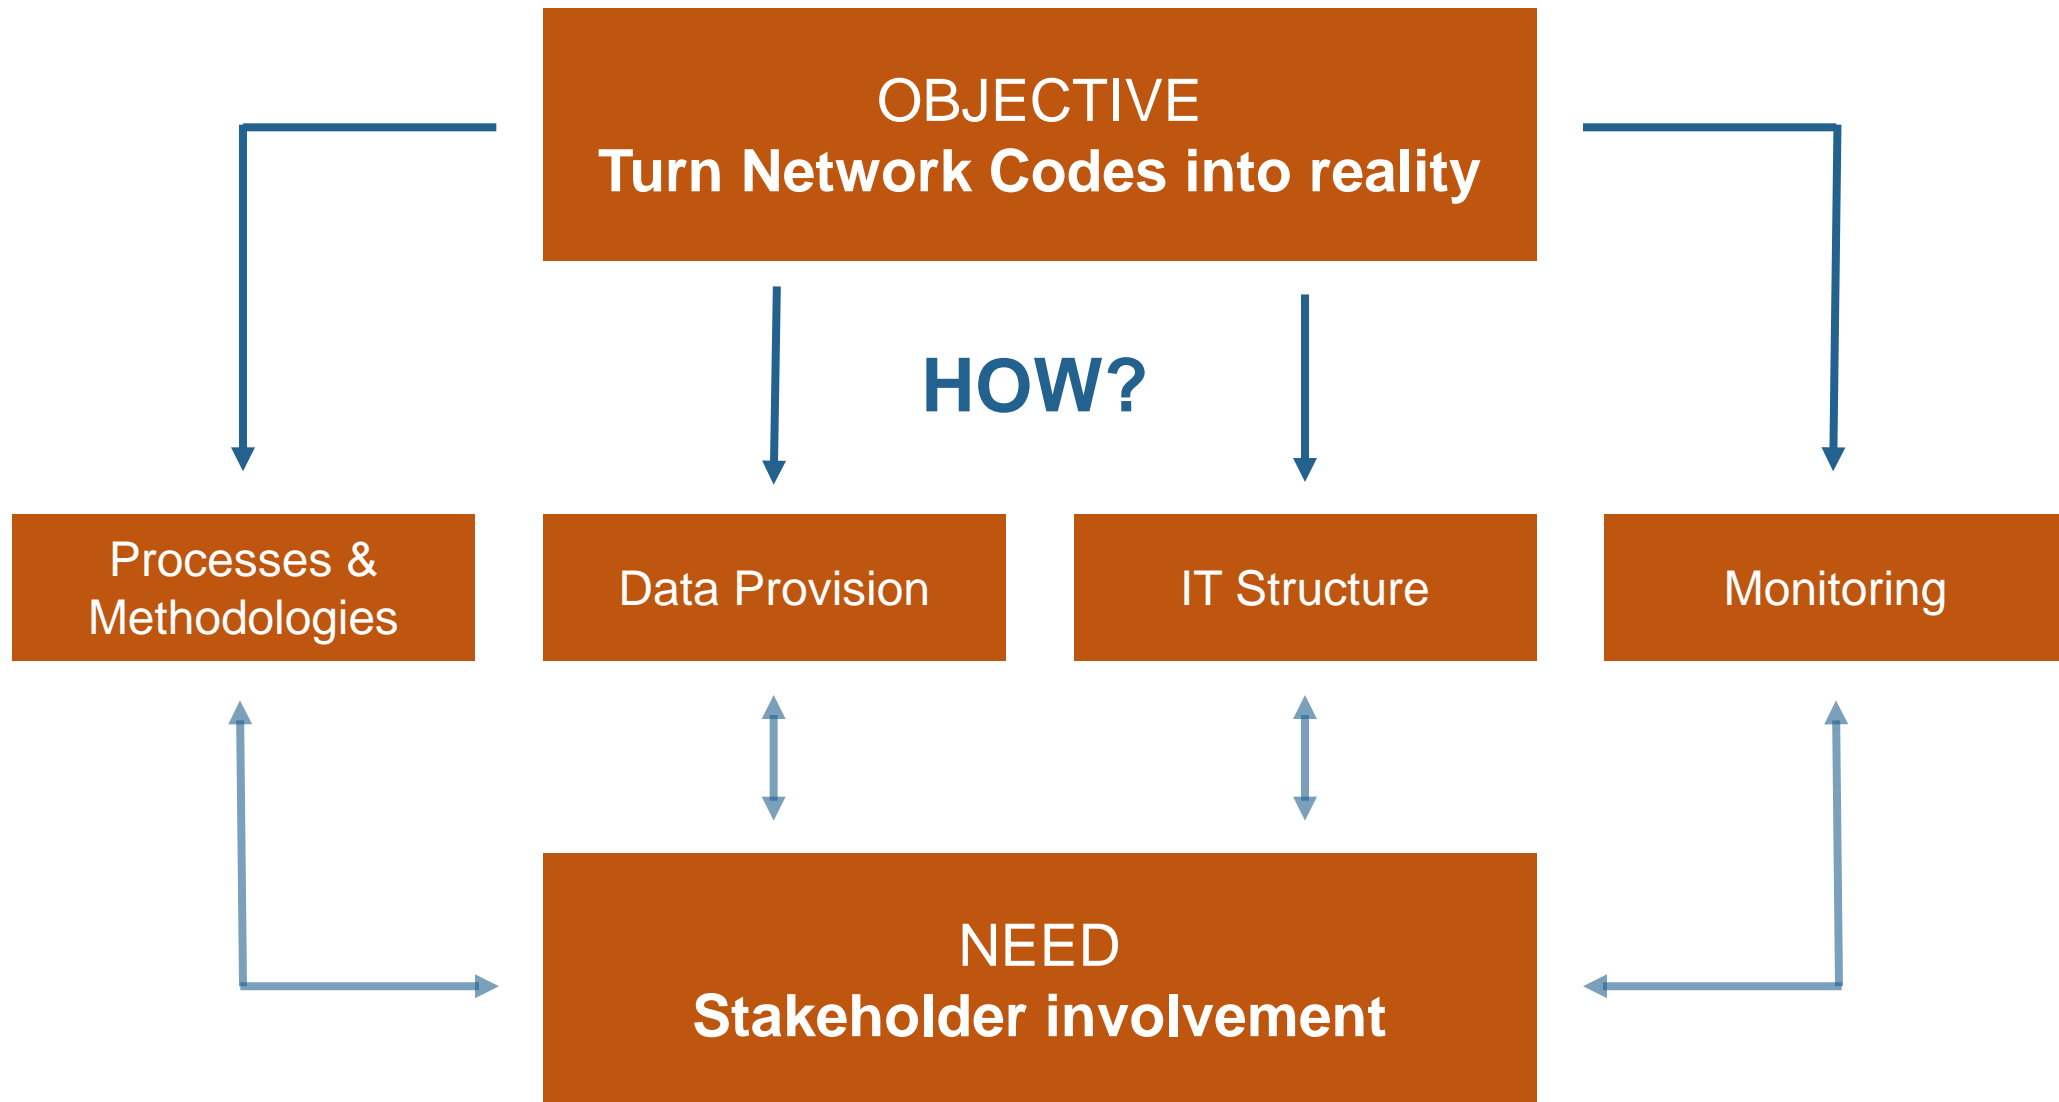 OBJECTIVE
Turn Network Codes into reality
HOW?
Processes &
Methodologies
Data Provision
IT Structure
Monitoring
NEED
Stakeholder involvement